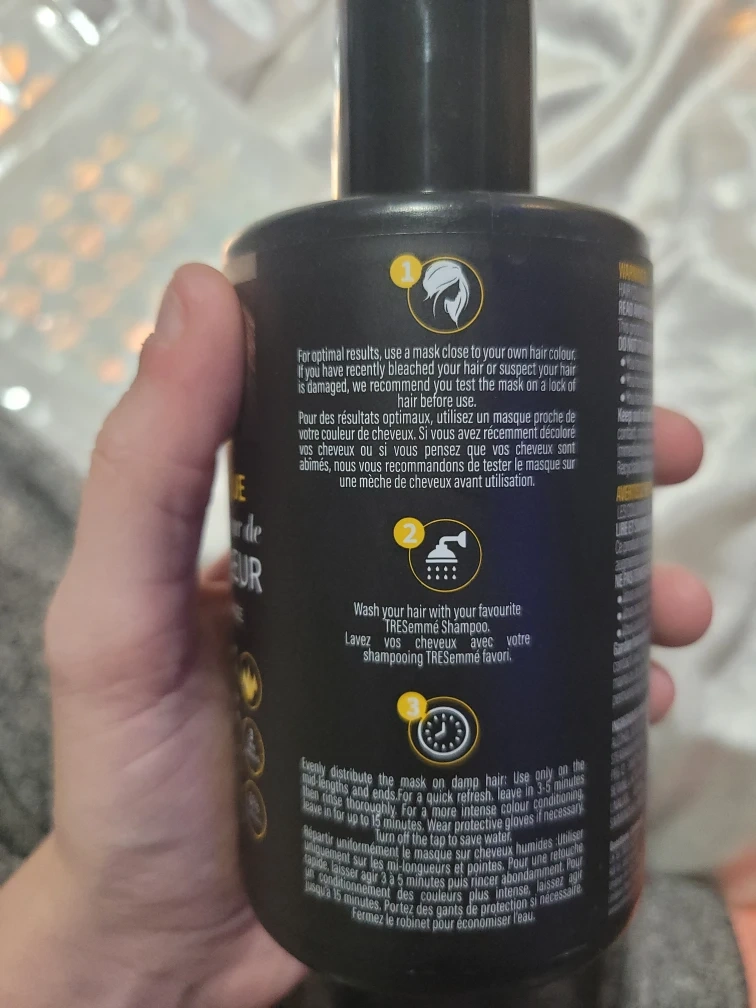 1
For optimal results, use a mask close to your own hair colour.
If you have recently bleached your hair or suspect your hair
is damaged, we recommend you test the mask on a lock of
hair before use.
Pour des résultats optimaux, utilisez un masque proche de
votre couleur de cheveux. Si vous avez récemment décoloré
vos cheveux ou si vous pensez que vos cheveux sont
abîmés, nous vous recommandons de tester le masque sur
une mèche de cheveux avant utilisation.
2
Wash your hair with your favourite
TRESemmé Shampoo.
Lavez vos cheveux avec votre
shampooing TRESemmé favori.
3
Evenly distribute the mask on damp hair: Use only on the
mid-lengths and ends.For a quick refresh, leave in 3-5 minutes
then rinse thoroughly. For a more intense colour conditioning,
leave in for up to 15 minutes. Wear protective gloves if necessary.
Turn off the tap to save water.
Répartir uniformément le masque sur cheveux humides :Utiliser
uniquement sur les mi-longueurs et pointes. Pour une retouche
rapide, laisser agir 3 à 5 minutes puis rincer abondamment. Pour
un conditionnement des couleurs plus intense, laisser agir
jusqu'à 15 minutes. Portez des gants de protection si nécessaire.
Fermez le robinet pour économiser l'eau.
de